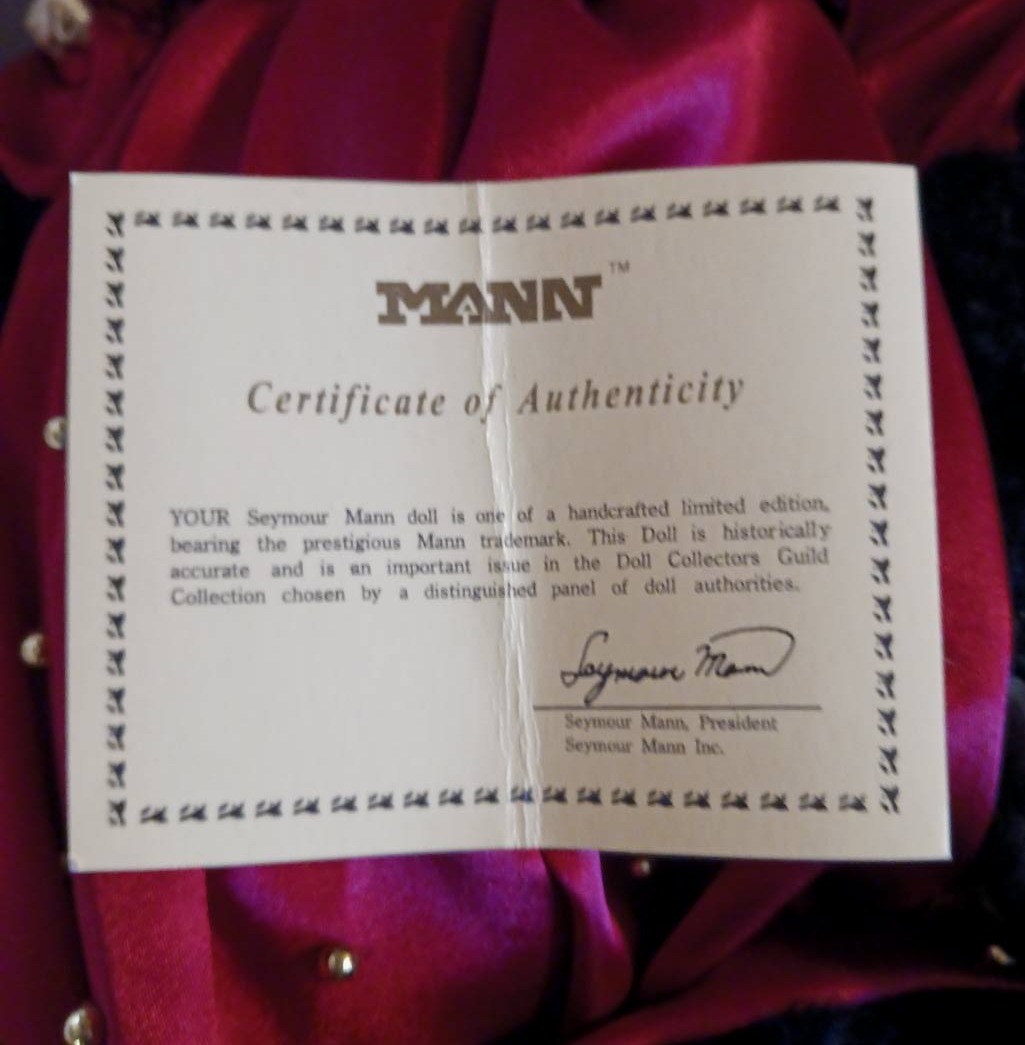 MANN™
Certificate of Authenticity
YOUR Seymour Mann doll is one of a handcrafted limited edition,
bearing the prestigious Mann trademark. This Doll is historically
accurate and is an important issue in the Doll Collectors Guild
Collection chosen by a distinguished panel of doll authorities.
Seymour Mann
Seymour Mann, President
Seymour Mann Inc.